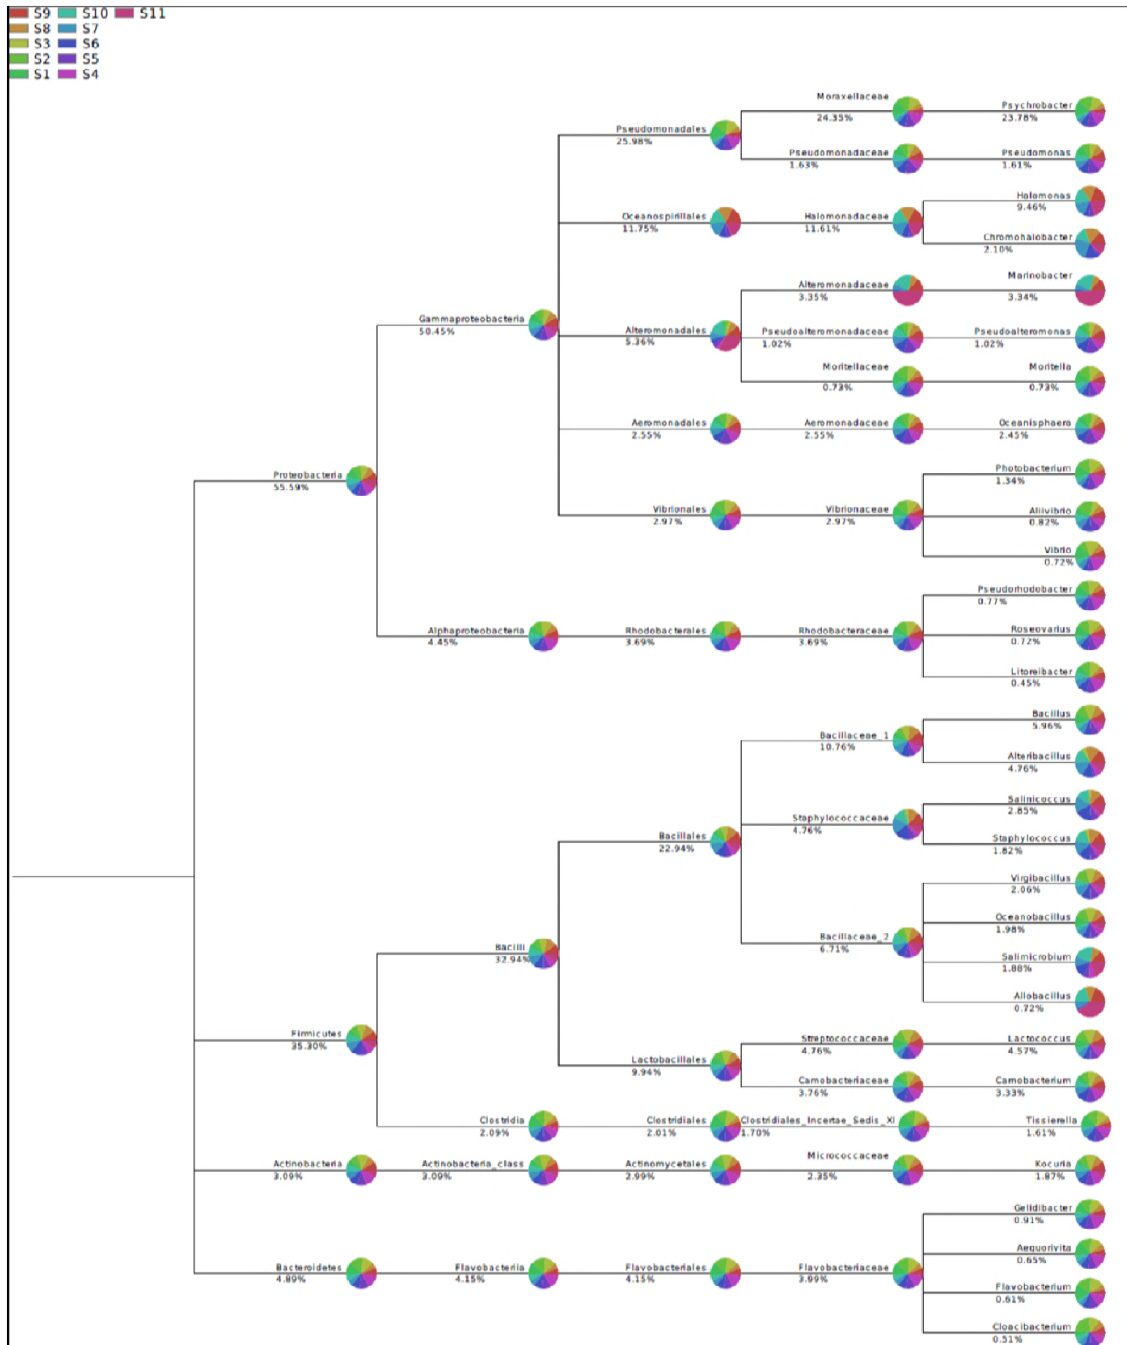 S9 S10 S11
S8 S7
S3 S6
S2 S5
S1 S4
Moraxellaceae
24.35%
Psychrobacter
23.78%
Pseudomonadales
25.98%
Pseudomonadaceae
1.63%
Pseudomonas
1.61%
Oceanospirillales
11.75%
Halomonadaceae
11.61%
Halomonas
9.46%
Chromohalobacter
2.10%
Gammaproteobacteria
50.45%
Alteromonadales
5.36%
Alteromonadaceae
3.35%
Marinobacter
3.34%
Pseudoalteromonadaceae
1.02%
Pseudoalteromonas
1.02%
Moritellaceae
0.73%
Moritella
0.73%
Aeromonadales
2.55%
Aeromonadaceae
2.55%
Oceanisphaera
2.45%
Proteobacteria
55.59%
Vibrionales
2.97%
Vibrionaceae
2.97%
Photobacterium
1.34%
Aliivibrio
0.82%
Vibrio
0.72%
Alphaproteobacteria
4.45%
Rhodobacterales
3.69%
Rhodobacteraceae
3.69%
Pseudorhodobacter
0.77%
Roseovarius
0.72%
Litoreibacter
0.45%
Bacillaceae_1
10.76%
Bacillus
5.96%
Alteribacillus
4.76%
Bacillales
22.94%
Staphylococcaceae
4.76%
Salinicoccus
2.85%
Staphylococcus
1.82%
Bacillaceae_2
6.71%
Virgibacillus
2.06%
Oceanobacillus
1.98%
Salimicrobium
1.88%
Allobacillus
0.72%
Bacilli
32.94%
Firmicutes
35.30%
Lactobacillales
9.94%
Streptococcaceae
4.76%
Lactococcus
4.57%
Carnobacteriaceae
3.76%
Carnobacterium
3.33%
Clostridia
2.09%
Clostridiales
2.01%
Clostridiales_Incertae_Sedis_XI
1.70%
Tissierella
1.61%
Actinobacteria
3.09%
Actinobacteria_class
3.09%
Actinomycetales
2.99%
Micrococcaceae
2.35%
Kocuria
1.87%
Bacteroidetes
4.89%
Flavobacteriia
4.15%
Flavobacteriales
4.15%
Flavobacteriaceae
3.99%
Gelidibacter
0.91%
Aequorivita
0.65%
Flavobacterium
0.61%
Cloacibacterium
0.51%